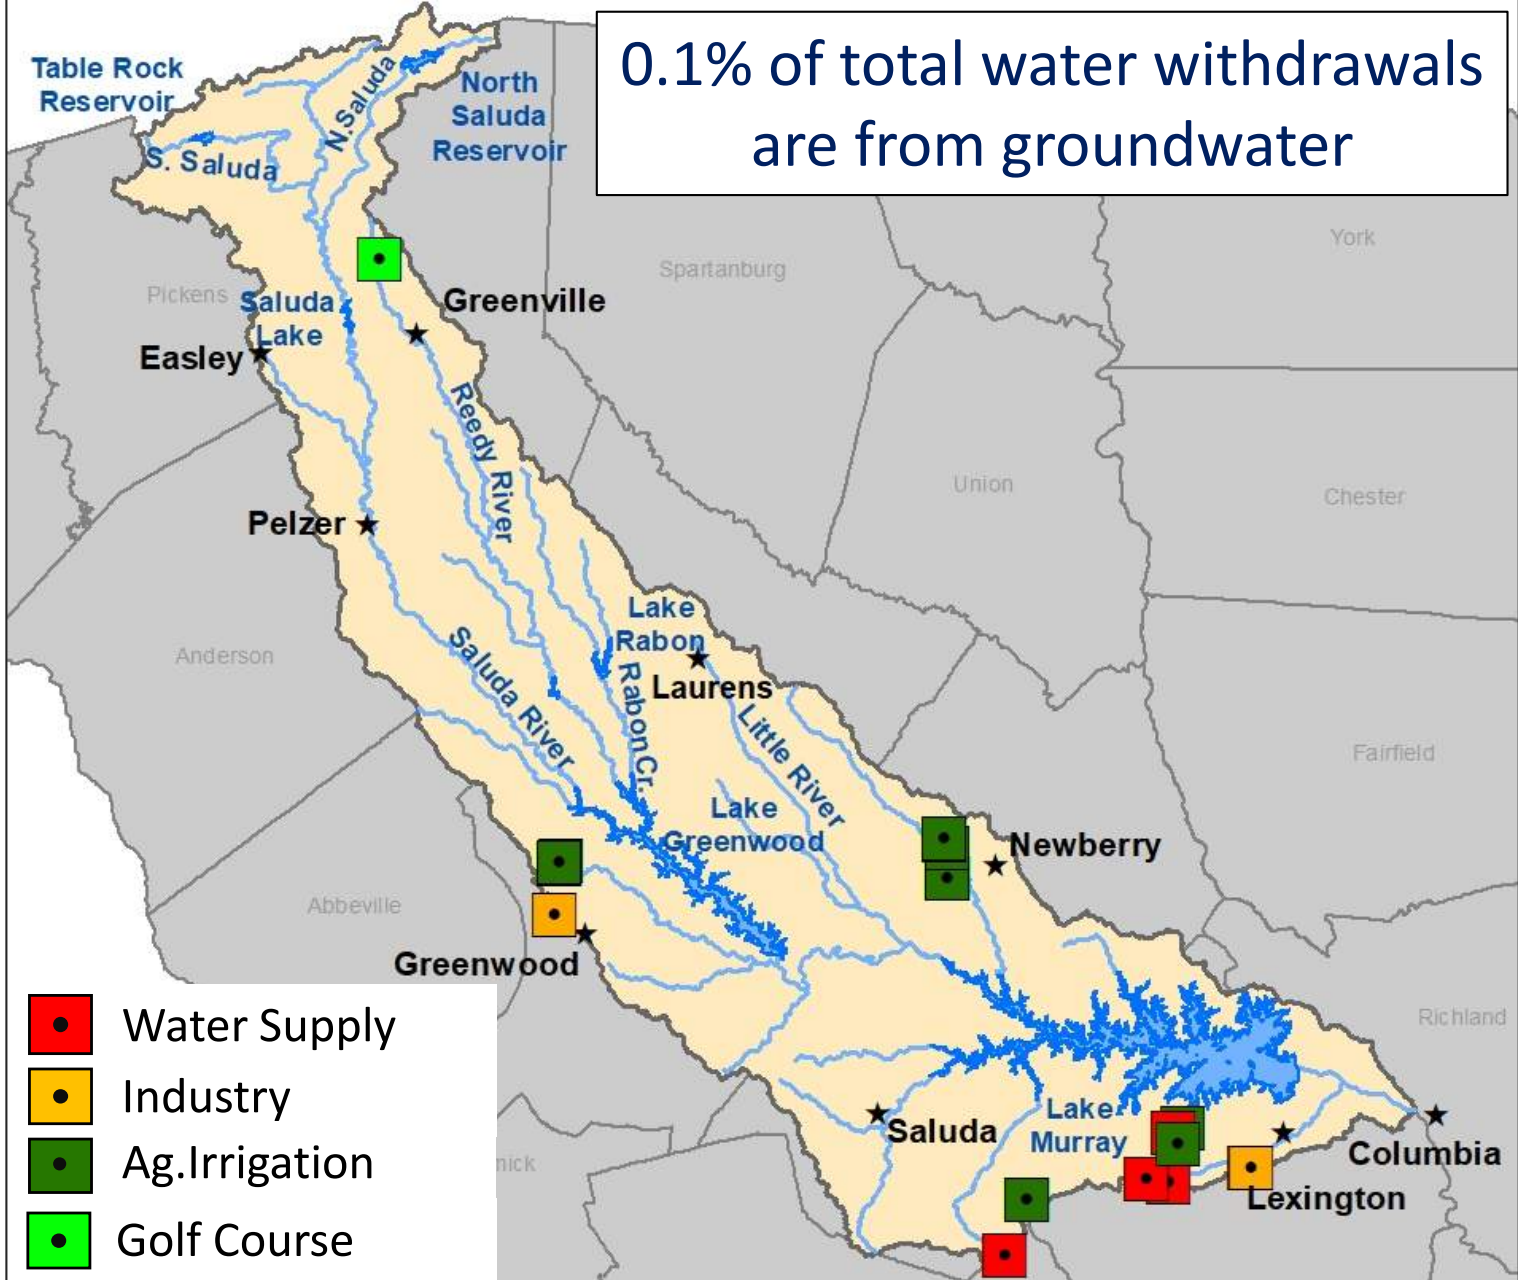 0.1% of total water withdrawals
are from groundwater
Table Rock
Reservoir
N.Saluda
North
Saluda
Reservoir
S. Saluda
York
Spartanburg
Pickens
Saluda
Lake
Greenville
Easley
Reedy River
Union
Chester
Pelzer
Lake
Rabon
Anderson
Saluda River
Rabon Cr.
Laurens
Little River
Fairfield
Lake
Greenwood
Newberry
Abbeville
Greenwood
Richland
Water Supply
Industry
Ag.Irrigation
Golf Course
Saluda
Lake
Murray
Columbia
Lexington